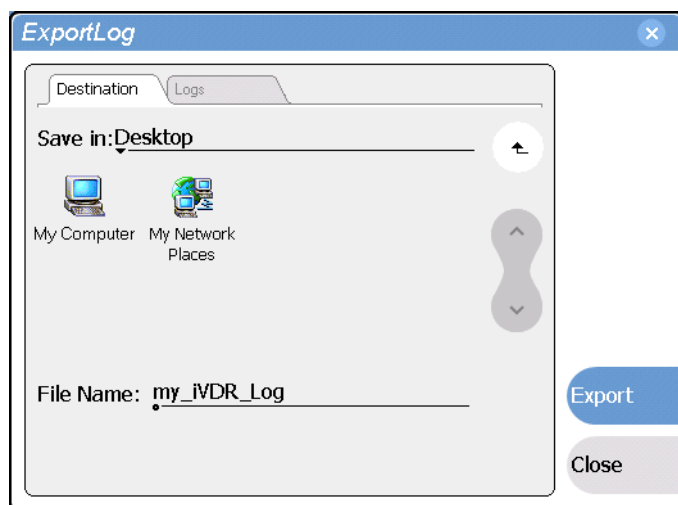 ExportLog
Destination
Logs
Save in:Desktop
My Computer
My Network
Places
File Name: my_iVDR_Log
Export
Close